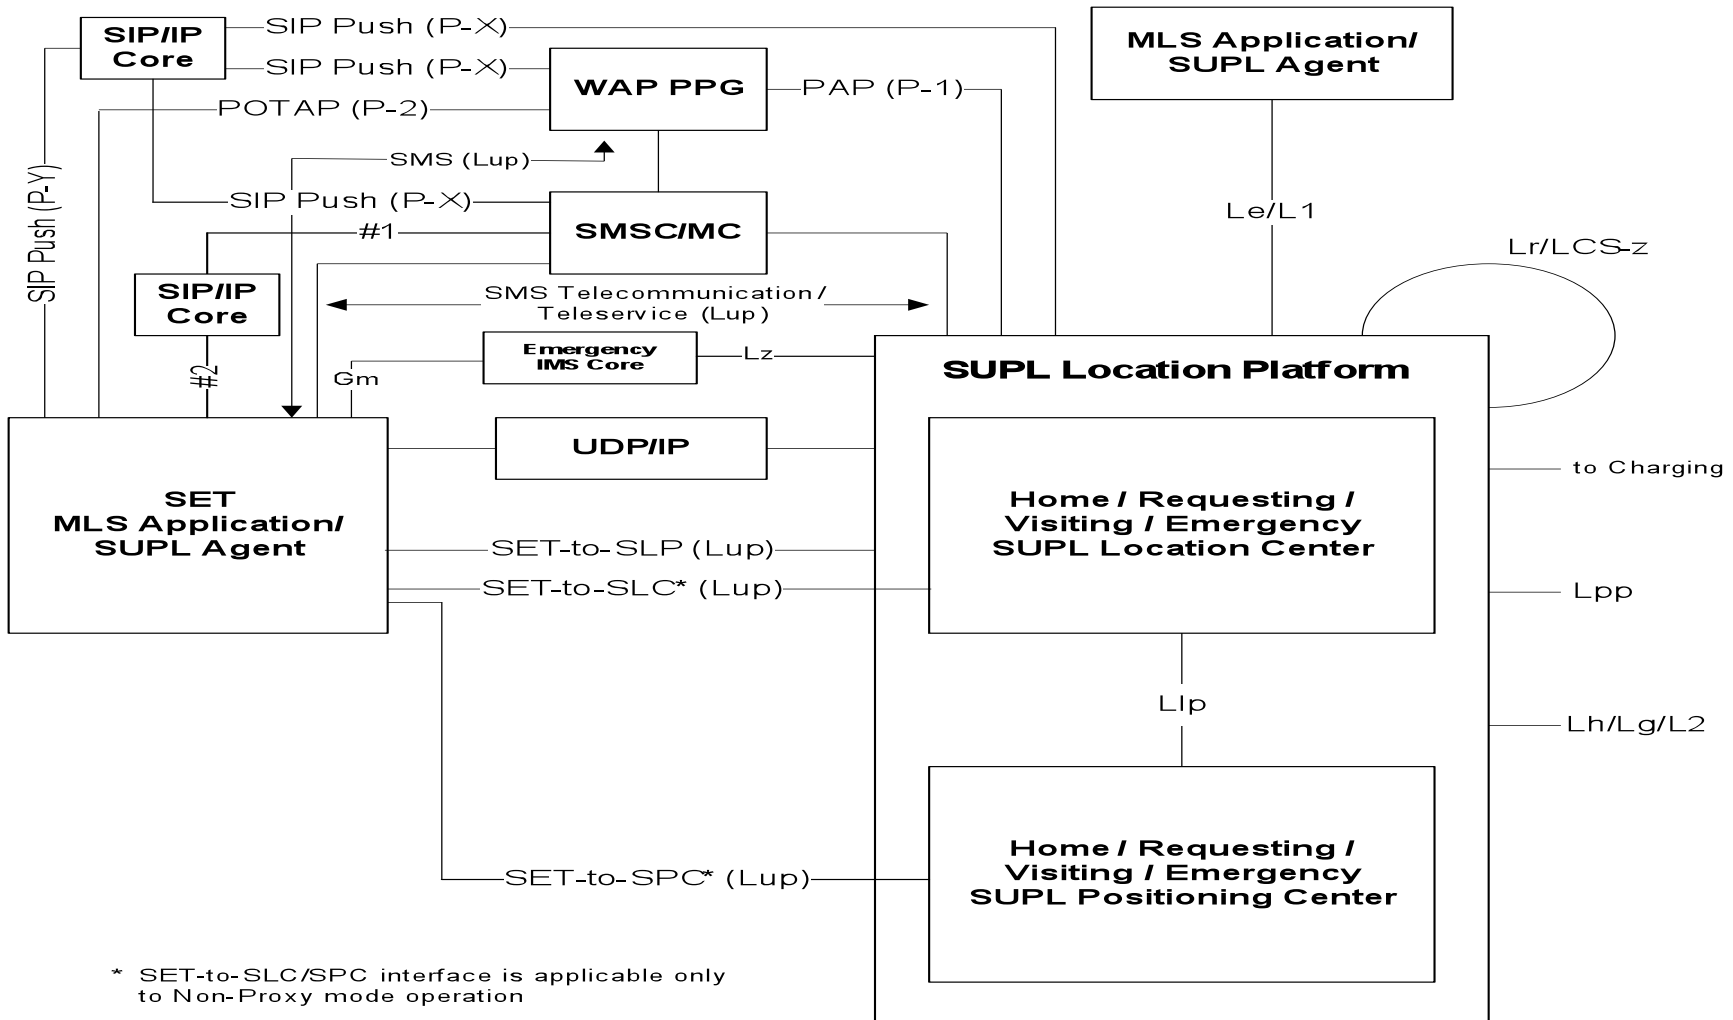 SIP/IP
Core
SIP Push (P-X)
SIP Push (P-X)
POTAP (P-2)
WAP PPG
PAP (P-1)
MLS Application/
SUPL Agent
SMS (Lup)
SIP Push (P-Y)
SIP Push (P-X)
#1
SMSC/MC
Le/L1
Lr/LCS-z
SIP/IP
Core
SMS Telecommunication/
Teleservice (Lup)
#2
Gm
Emergency
IMS Core
Lz
SUPL Location Platform
UDP/IP
to Charging
SET
MLS Application/
SUPL Agent
Home / Requesting /
Visiting / Emergency
SUPL Location Center
SET-to-SLP (Lup)
SET-to-SLC* (Lup)
Lpp
Llp
Lh/Lg/L2
SET-to-SPC* (Lup)
Home / Requesting /
Visiting / Emergency
SUPL Positioning Center
* SET-to-SLC/SPC interface is applicable only
to Non-Proxy mode operation